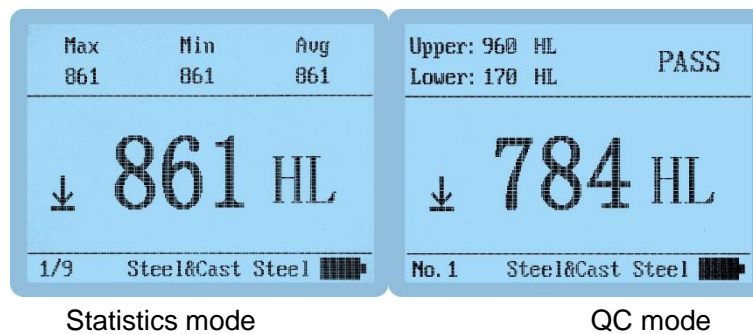 Max Min Avg
861 861 861
861 HL
1/9 Steel&Cast Steel
Upper: 960 HL
Lower: 170 HL
PASS
784 HL
No.1 Steel&Cast Steel
Statistics mode
QC mode